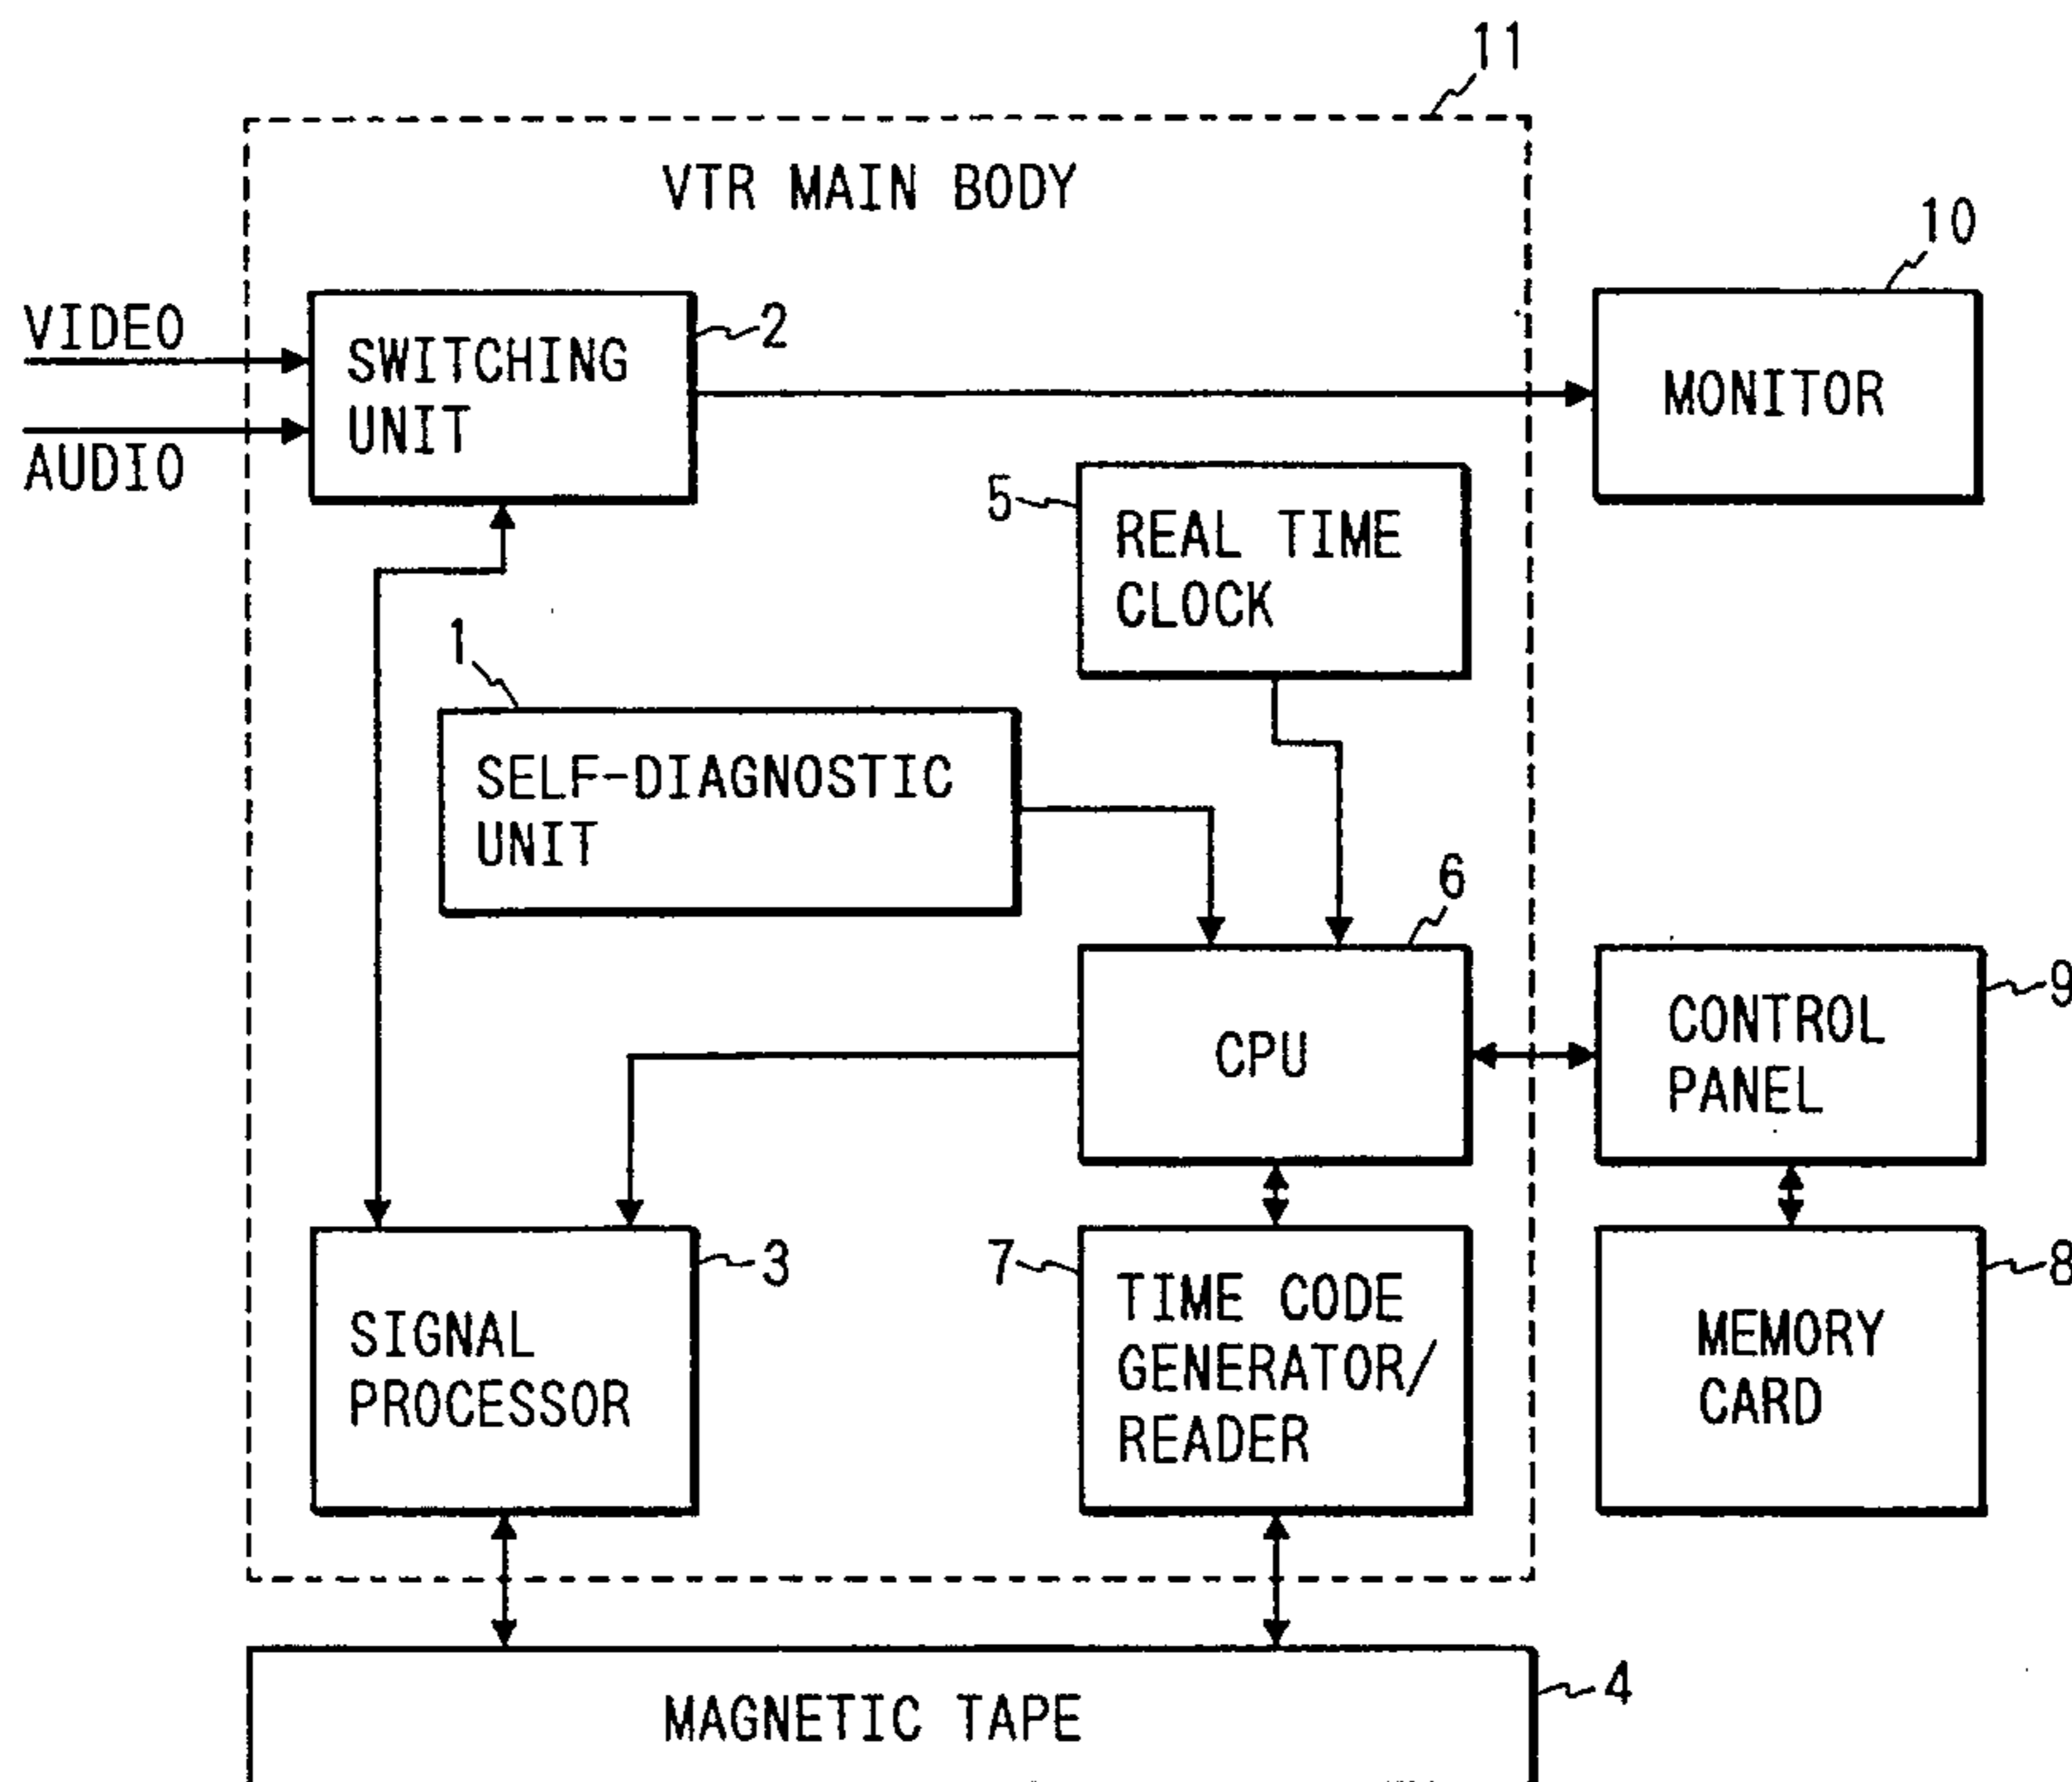 11
VTR MAIN BODY
10
VIDEO
SWITCHING
UNIT
2
MONITOR
AUDIO
5
REAL TIME
CLOCK
1
SELF-DIAGNOSTIC
UNIT
6
CPU
CONTROL
PANEL
9
3
SIGNAL
PROCESSOR
7
TIME CODE
GENERATOR/
READER
MEMORY
CARD
8
MAGNETIC TAPE
4